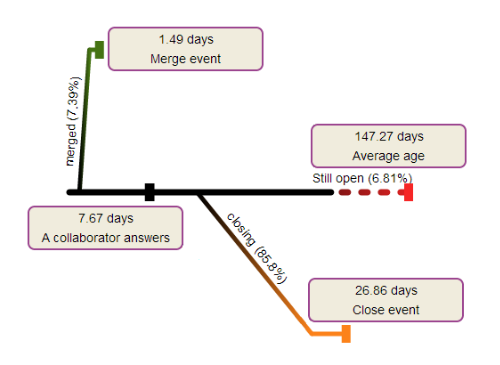 1.49 days
Merge event
merged (7.39%)
147.27 days
Average age
Still open (6.81%)
7.67 days
A collaborator answers
closing (85.8%)
26.86 days
Close event